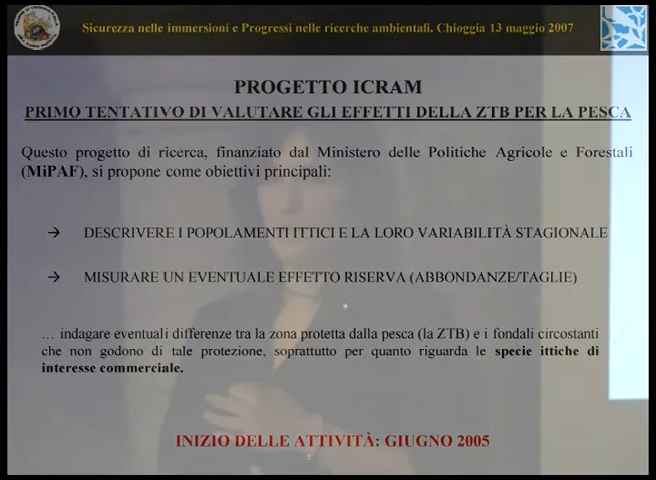 Sicurezza nelle immersioni e Progressi nelle ricerche ambientali. Chioggia 13 maggio 2007
PROGETTO ICRAM
PRIMO TENTATIVO DI VALUTARE GLI EFFETTI DELLA ZTB PER LA PESCA
Questo progetto di ricerca, finanziato dal Ministero delle Politiche Agricole e Forestali
(MiPAF), si propone come obiettivi principali:
→ DESCRIVERE I POPOLAMENTI ITTICI E LA LORO VARIABILITÀ STAGIONALE
→ MISURARE UN EVENTUALE EFFETTO RISERVA (ABBONDANZE/TAGLIE)
... indagare eventuali differenze tra la zona protetta dalla pesca (la ZTB) e i fondali circostanti
che non godono di tale protezione, soprattutto per quanto riguarda le specie ittiche di
interesse commerciale.
INIZIO DELLE ATTIVITÀ: GIUGNO 2005